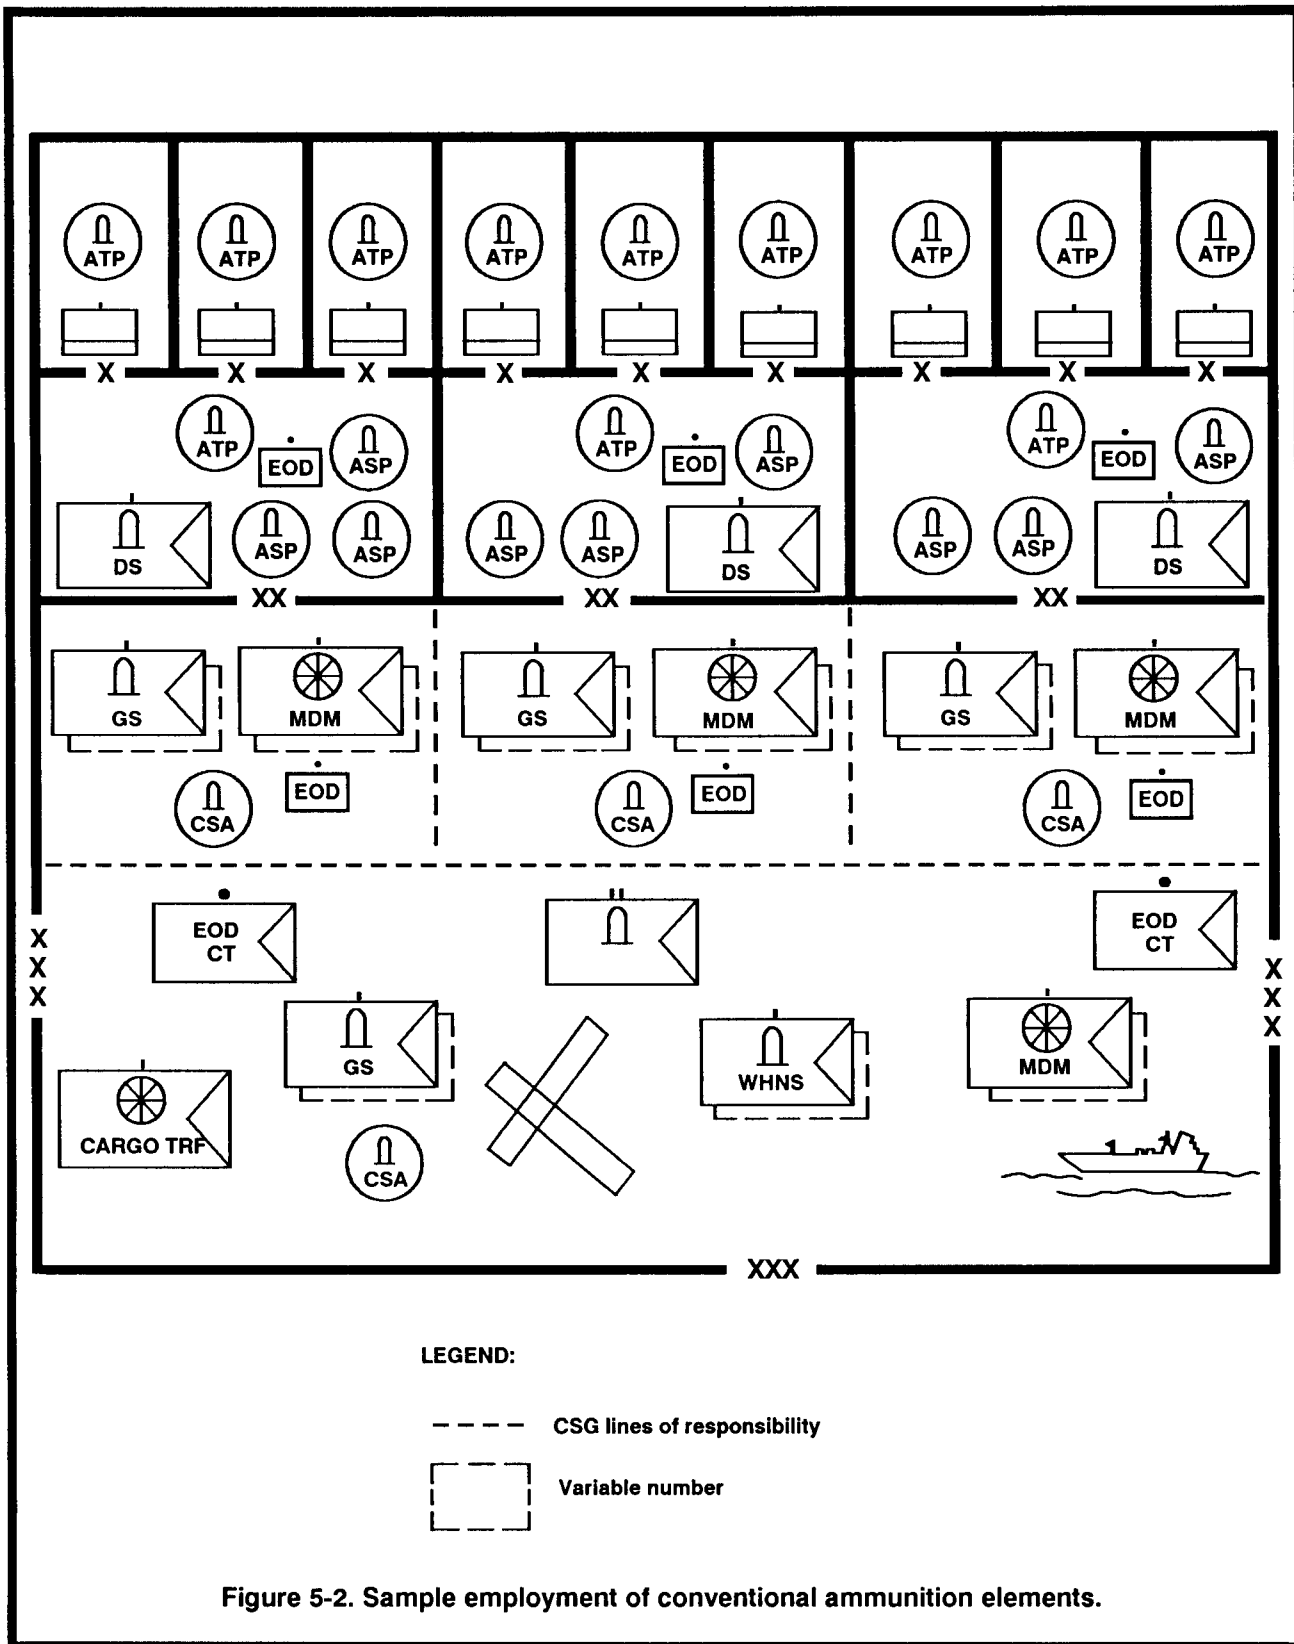 ATP ATP ATP ATP ATP ATP ATP ATP ATP
X X X X X X X X X
ATP EOD ASP ATP EOD ASP ATP EOD ASP
DS ASP ASP ASP ASP DS ASP ASP DS
XX XX XX
GS MDM GS MDM GS MDM
CSA EOD CSA EOD CSA EOD
EOD
CT
EOD
CT
X
X
X
X
X
X
GS WHNS MDM
CARGO TRF
CSA
XXX
LEGEND:
CSG lines of responsibility
Variable number
Figure 5-2. Sample employment of conventional ammunition elements.